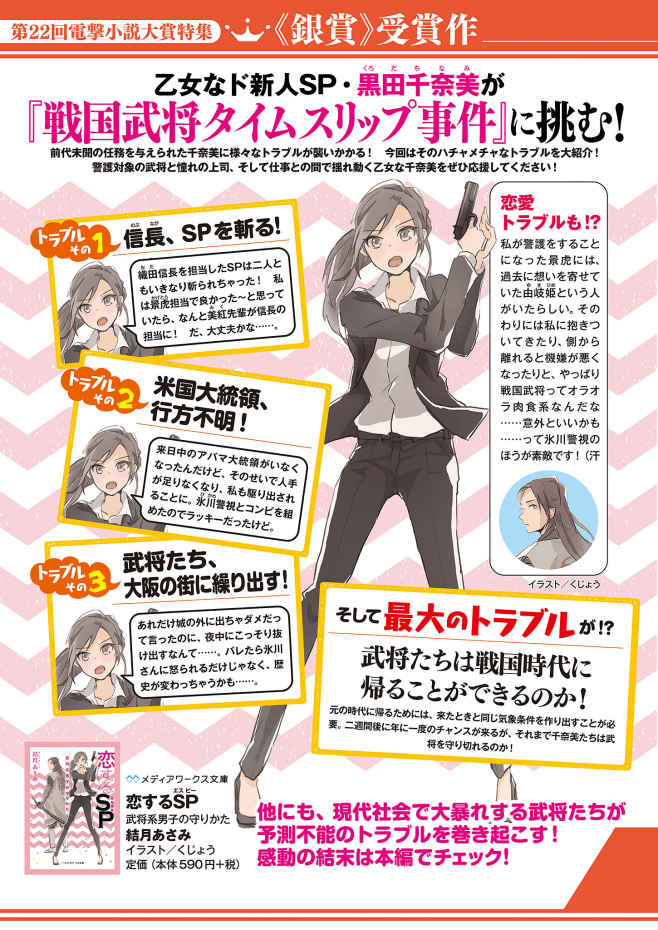 第22回電撃小説大賞特集
《銀賞》受賞作
乙女なド新人SP・黒田千奈美が
くろ だ ち な み
『戦国武将タイムスリップ事件』に挑む！
前代未聞の任務を与えられた千奈美に様々なトラブルが襲いかかる！　今回はそのハチャメチャなトラブルを大紹介！
警護対象の武将と憧れの上司、そして仕事との間で揺れ動く乙女な千奈美をぜひ応援してください！
トラブル
その1
信長、SPを斬る！
のぶ なが
織田信長を担当したSPは二人と
お だ
もいきなり斬られちゃった！　私
は景虎担当で良かった〜と思って
かげとら
いたら、なんと美紅先輩が信長の
み く
担当に！　だ、大丈夫かな……。
トラブル
その2
米国大統領、
行方不明！
来日中のアバマ大統領がいなく
なったんだけど、そのせいで人手
が足りなくなり、私も駆り出され
ることに。氷川警視とコンビを組
ひ かわ
めたのでラッキーだったけど。
トラブル
その3
武将たち、
大阪の街に繰り出す！
あれだけ城の外に出ちゃダメだっ
て言ったのに、夜中にこっそり抜
け出すなんて……。バレたら氷川
さんに怒られるだけじゃなく、歴
史が変わっちゃうかも……。
恋愛
トラブルも!?
私が警護をすること
になった景虎には、
過去に想いを寄せて
いた由岐姫という人
ゆ き ひめ
がいたらしい。その
わりには私に抱きつ
いてきたり、側から
離れると機嫌が悪く
なったりと、やっぱり
戦国武将ってオラオ
ラ肉食系なんだな
……意外といいかも
……って氷川警視の
ほうが素敵です！（汗
イラスト／くじょう
そして最大のトラブルが!?
武将たちは戦国時代に
帰ることができるのか！
元の時代に帰るためには、来たときと同じ気象条件を作り出すことが必
要。二週間後に年に一度のチャンスが来るが、それまで千奈美たちは武
将を守り切れるのか！
恋するSP
メディアワークス文庫
恋するSP
エスピー
武将系男子の守りかた
結月あさみ
イラスト／くじょう
定価（本体590円＋税）
他にも、現代社会で大暴れする武将たちが
予測不能のトラブルを巻き起こす！
感動の結末は本編でチェック！